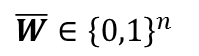 W̅ ∈ {0,1}ⁿ